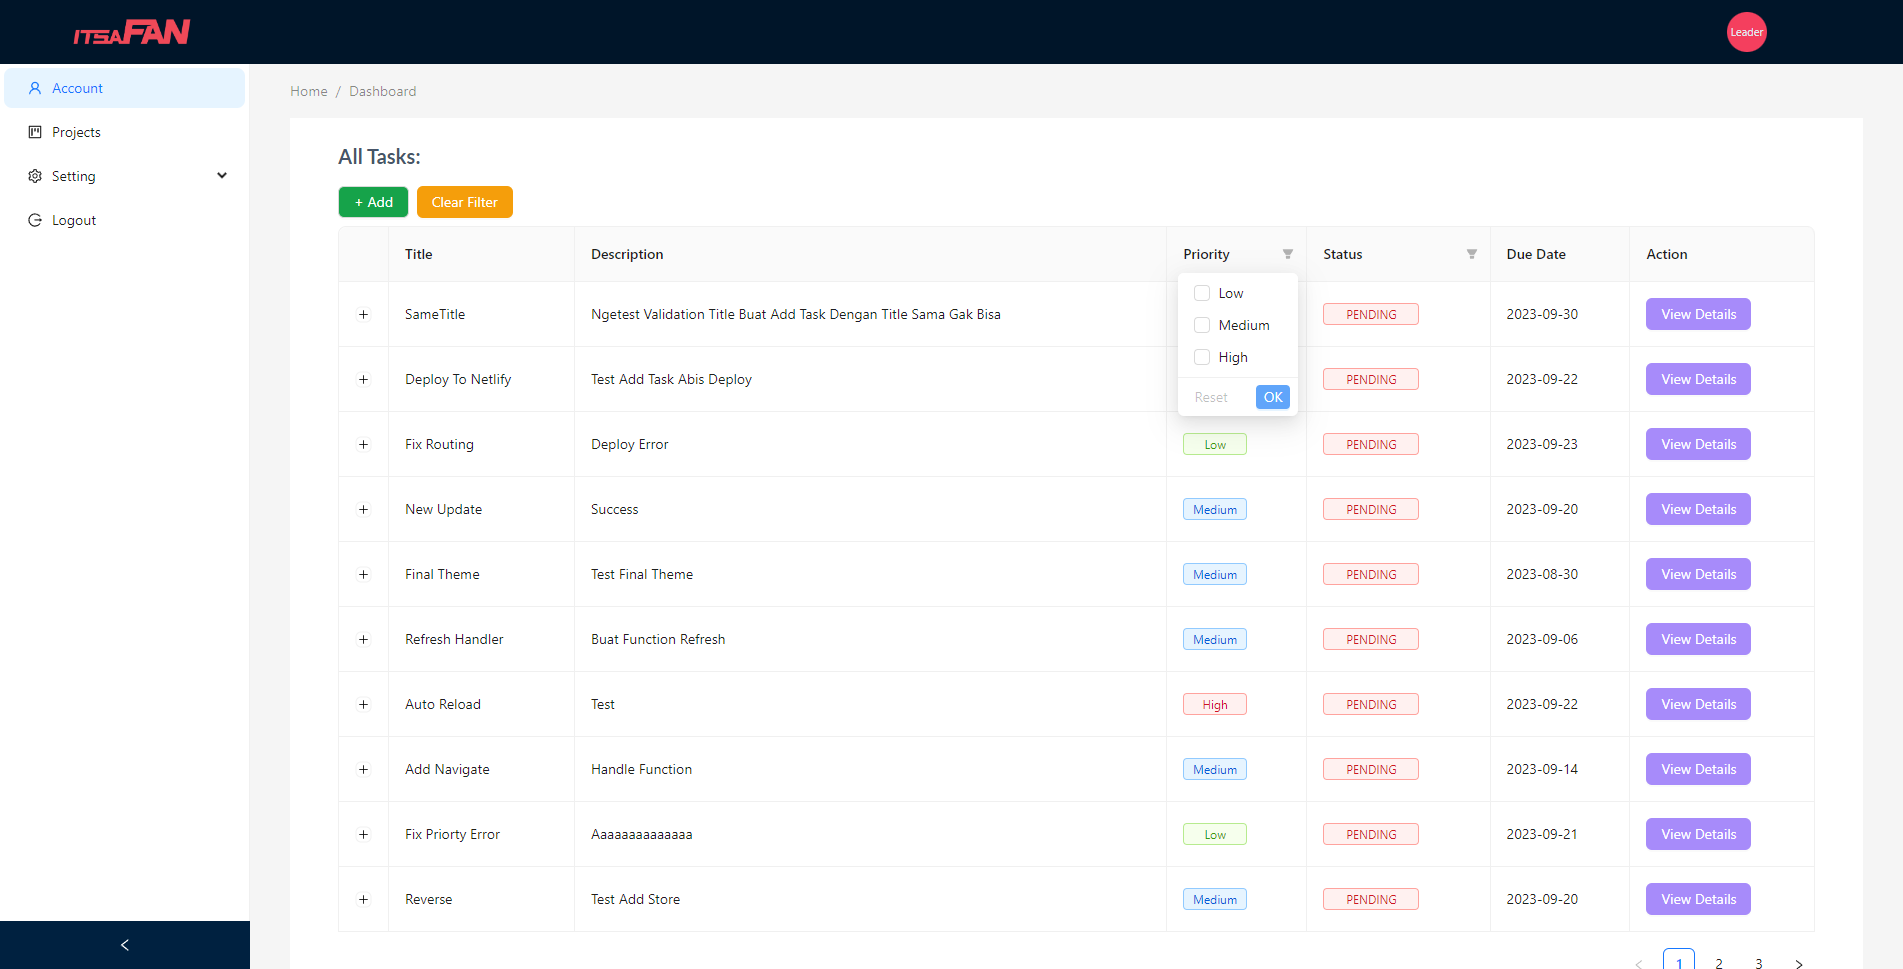 ITSAFAN
Leader
Account
Projects
Setting
Logout
Home / Dashboard
All Tasks:
+ Add Clear Filter
Title Description Priority Status Due Date Action
Low
Medium
High
Reset OK
+ SameTitle Ngetest Validation Title Buat Add Task Dengan Title Sama Gak Bisa PENDING 2023-09-30 View Details
+ Deploy To Netlify Test Add Task Abis Deploy PENDING 2023-09-22 View Details
+ Fix Routing Deploy Error Low PENDING 2023-09-23 View Details
+ New Update Success Medium PENDING 2023-09-20 View Details
+ Final Theme Test Final Theme Medium PENDING 2023-08-30 View Details
+ Refresh Handler Buat Function Refresh Medium PENDING 2023-09-06 View Details
+ Auto Reload Test High PENDING 2023-09-22 View Details
+ Add Navigate Handle Function Medium PENDING 2023-09-14 View Details
+ Fix Priorty Error Aaaaaaaaaaaaaa Low PENDING 2023-09-21 View Details
+ Reverse Test Add Store Medium PENDING 2023-09-20 View Details
< 1 2 3 >